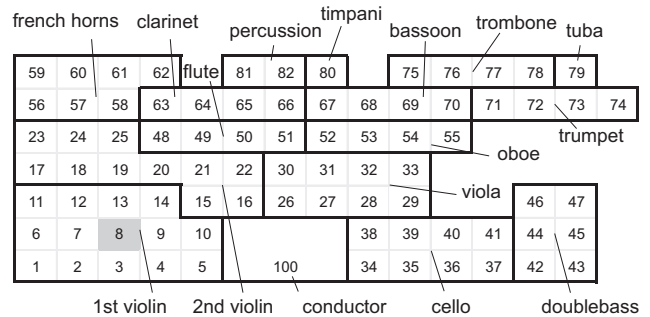 french horns clarinet percussion timpani bassoon trombone tuba
59 60 61 62 flute 81 82 80 75 76 77 78 79
56 57 58 63 64 65 66 67 68 69 70 71 72 73 74
23 24 25 48 49 50 51 52 53 54 55 trumpet
oboe
17 18 19 20 21 22 30 31 32 33
viola
11 12 13 14 15 16 26 27 28 29 46 47
6 7 8 9 10 38 39 40 41 44 45
1 2 3 4 5 100 34 35 36 37 42 43
1st violin 2nd violin conductor cello doublebass